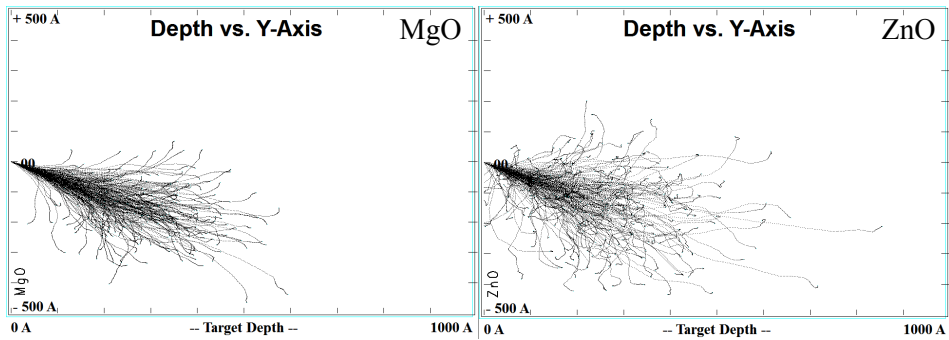 + 500 A
Depth vs. Y-Axis
MgO
00
MgO
- 500 A
0 A
-- Target Depth --
1000 A
+ 500 A
Depth vs. Y-Axis
ZnO
00
ZnO
- 500 A
0 A
-- Target Depth --
1000 A